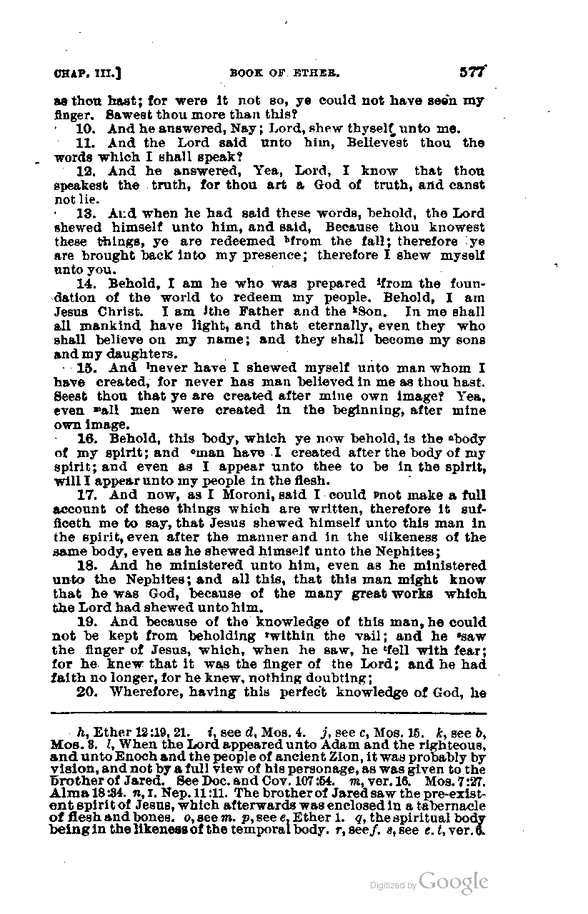 CHAP. III.] BOOK OF ETHER. 577
as thou hast; for were it not so, ye could not have seen my
finger. Sawest thou more than this?
10. And he answered, Nay; Lord, shew thyself unto me.
11. And the Lord said unto him, Believest thou the
words which I shall speak?
12. And he answered, Yea, Lord, I know that thou
speakest the truth, for thou art a God of truth, and canst
not lie.
13. And when he had said these words, behold, the Lord
shewed himself unto him, and said, Because thou knowest
these things, ye are redeemed hfrom the fall; therefore ye
are brought back into my presence; therefore I shew myself
unto you.
14. Behold, I am he who was prepared ifrom the foun-
dation of the world to redeem my people. Behold, I am
Jesus Christ. I am jthe Father and the kSon. In me shall
all mankind have light, and that eternally, even they who
shall believe on my name; and they shall become my sons
and my daughters.
15. And lnever have I shewed myself unto man whom I
have created, for never has man believed in me as thou hast.
Seest thou that ye are created after mine own image? Yea,
even mall men were created in the beginning, after mine
own image.
16. Behold, this body, which ye now behold, is the nbody
of my spirit; and oman have I created after the body of my
spirit; and even as I appear unto thee to be in the spirit,
will I appear unto my people in the flesh.
17. And now, as I Moroni, said I could pnot make a full
account of these things which are written, therefore it suf-
ficeth me to say, that Jesus shewed himself unto this man in
the spirit, even after the manner and in the qlikeness of the
same body, even as he shewed himself unto the Nephites;
18. And he ministered unto him, even as he ministered
unto the Nephites; and all this, that this man might know
that he was God, because of the many great works which
the Lord had shewed unto him.
19. And because of the knowledge of this man, he could
not be kept from beholding rwithin the vail; and he ssaw
the finger of Jesus, which, when he saw, he tfell with fear;
for he knew that it was the finger of the Lord; and he had
faith no longer, for he knew, nothing doubting;
20. Wherefore, having this perfect knowledge of God, he
h, Ether 12:19, 21. i, see d, Mos. 4. j, see c, Mos. 15. k, see b,
Mos. 3. l, When the Lord appeared unto Adam and the righteous,
and unto Enoch and the people of ancient Zion, it was probably by
vision, and not by a full view of his personage, as was given to the
brother of Jared. See Doc. and Cov. 107:54. m, ver. 16. Mos. 7:27.
Alma 18:34. n, I. Nep. 11:11. The brother of Jared saw the pre-exist-
ent spirit of Jesus, which afterwards was enclosed in a tabernacle
of flesh and bones. o, see m. p, see e, Ether 1. q, the spiritual body
being in the likeness of the temporal body. r, see f. s, see e. t, ver. 6.
Digitized by Google